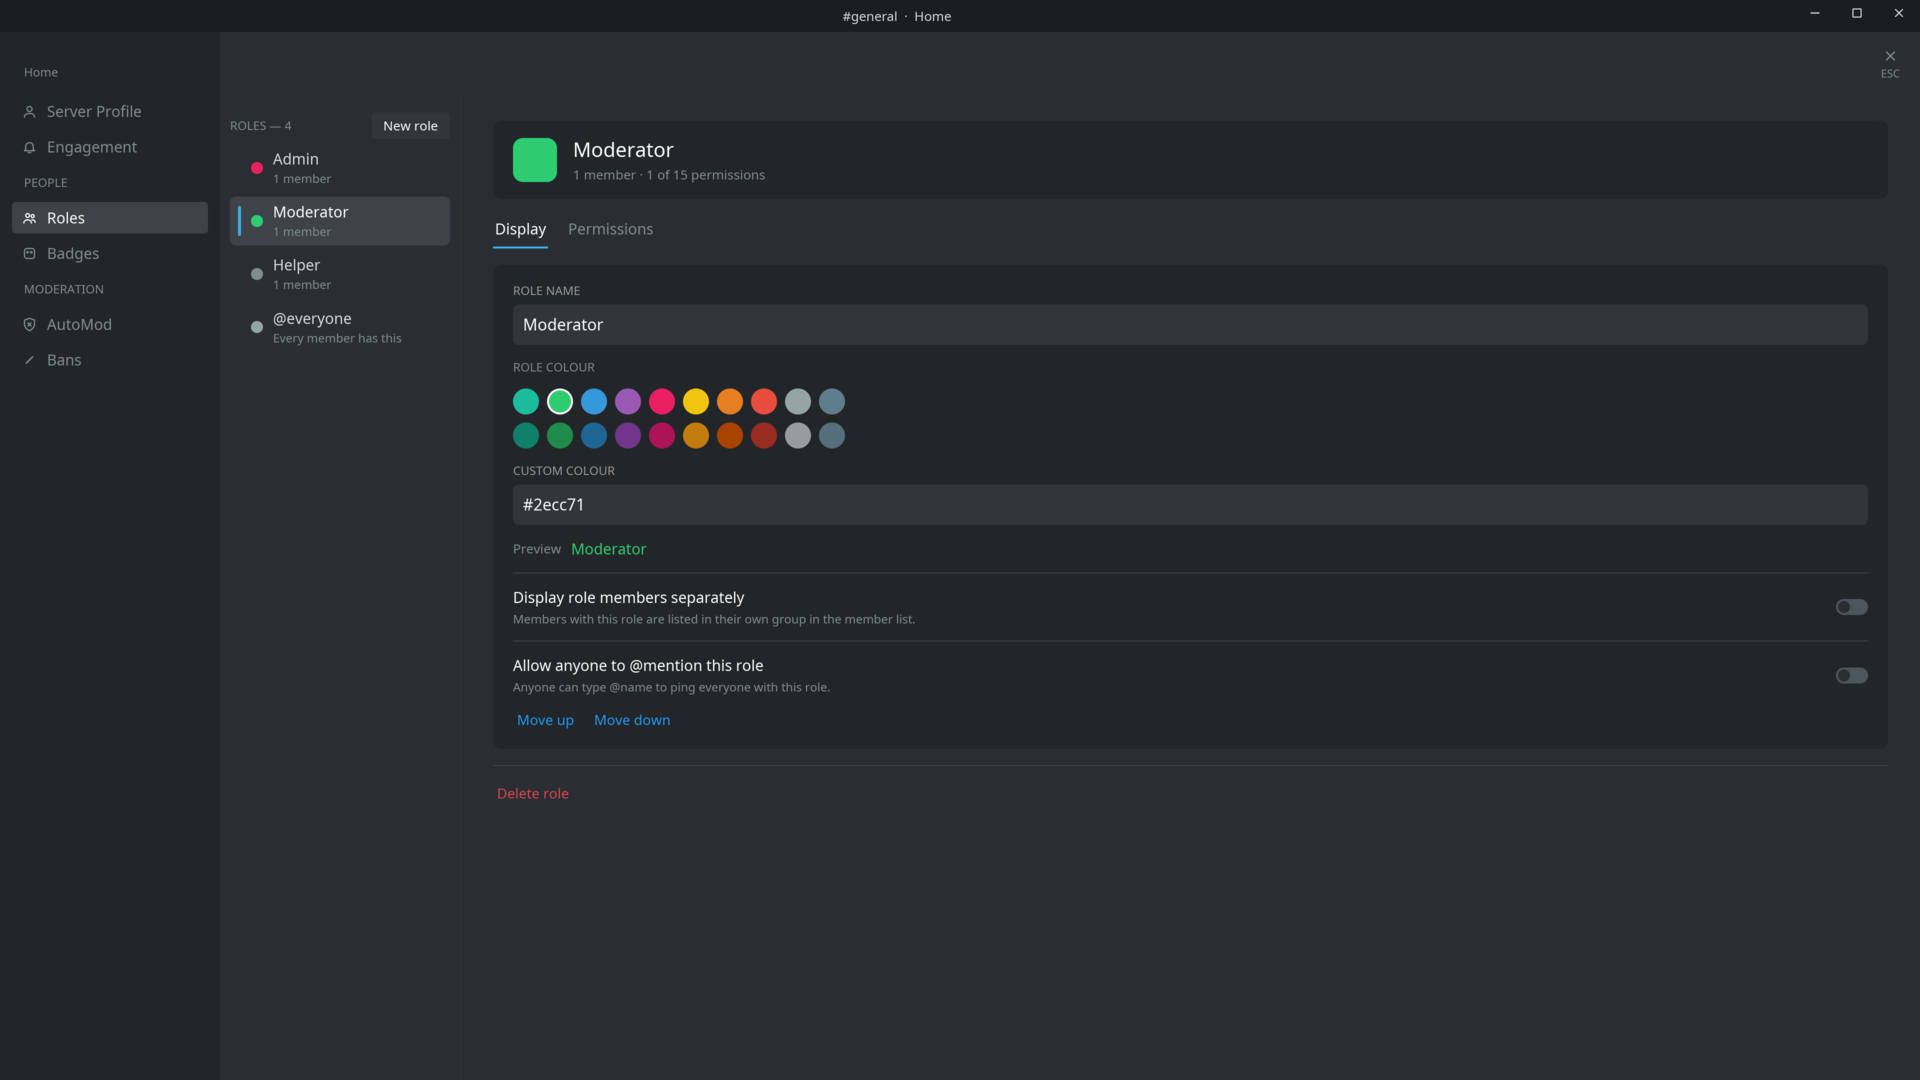 #general · Home
ESC
Home
Server Profile
Engagement
PEOPLE
Roles
Badges
MODERATION
AutoMod
Bans
ROLES — 4
New role
Admin
1 member
Moderator
1 member
Helper
1 member
@everyone
Every member has this
Moderator
1 member · 1 of 15 permissions
Display
Permissions
ROLE NAME
Moderator
ROLE COLOUR
CUSTOM COLOUR
#2ecc71
Preview Moderator
Display role members separately
Members with this role are listed in their own group in the member list.
Allow anyone to @mention this role
Anyone can type @name to ping everyone with this role.
Move up Move down
Delete role